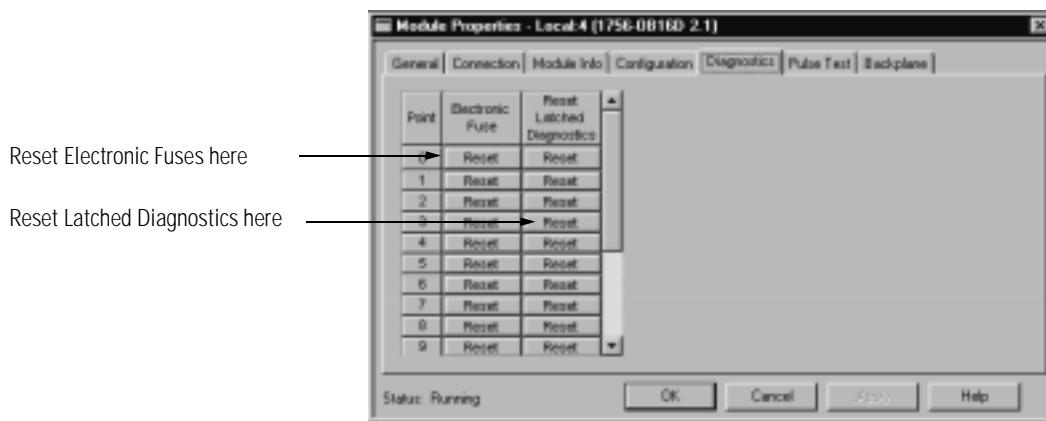 Module Properties - Local:4 (1756-OB16D 2.1)
General Connection Module Info Configuration Diagnostics Pulse Test Backplane
Point Electronic Fuse Reset Latched Diagnostics
Reset Electronic Fuses here
0 Reset Reset
1 Reset Reset
2 Reset Reset
Reset Latched Diagnostics here
3 Reset Reset
4 Reset Reset
5 Reset Reset
6 Reset Reset
7 Reset Reset
8 Reset Reset
9 Reset Reset
Status: Running
OK Cancel Apply Help